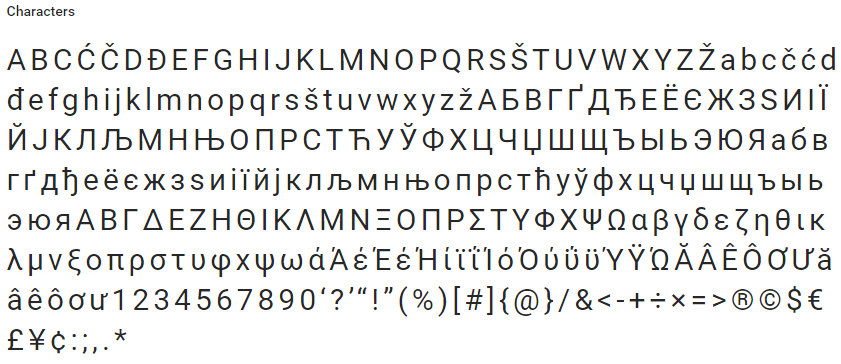 Characters
ABCĆČDĐEFGHIJKLMNOPQRSŠTUVWXYZŽabcčćd
đefghijklmnopqrsštuvwxyzžАБВГҐДЂЕЁЄЖЗЅИІЇ
ЙЈКЛЉМНЊОПРСТЋУЎФХЦЧЏШЩЪЫЬЭЮЯабв
гґдђеёєжзѕиіїйјклљмнњопрстћуўфхцчџшщъыь
эюяΑΒΓΔΕΖΗΘΙΚΛΜΝΞΟΠΡΣΤΥΦΧΨΩαβγδεζηθικ
λμνξοπρστυφχψωάΆέΈέΉίϊΐΊόΌύΰϋΎΫΏĂÂÊÔƠƯă
âêôơư1234567890‘?’“!”(%)[#]{@}/&<-+÷×=>®©$€
£¥¢:;,.*